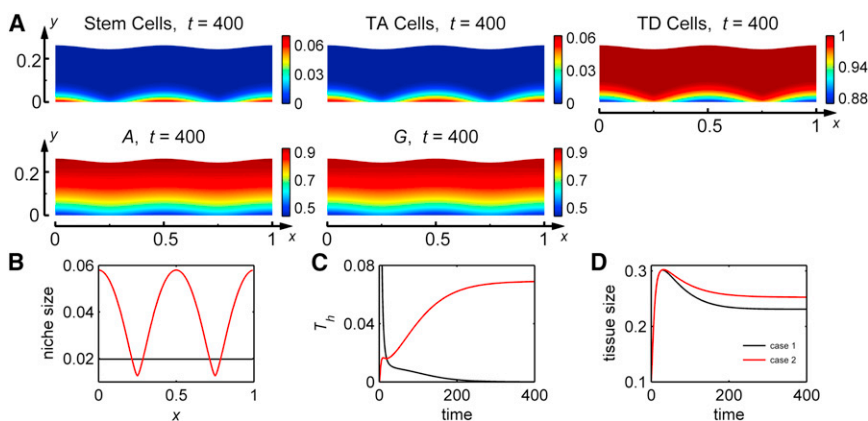 A
Stem Cells, t = 400
TA Cells, t = 400
TD Cells, t = 400
y
0.2
0
0.06
0.03
0
0.06
0.03
0
1
0.94
0.88
0 0.5 1
x
A, t = 400
G, t = 400
y
0.2
0
0.9
0.7
0.5
0.9
0.7
0.5
0 0.5 1
x
0 0.5 1
x
B
niche size
0.06
0.04
0.02
0 0.5 1
x
C
T_h
0.08
0.04
0
0 200 400
time
D
tissue size
0.3
0.2
0.1
case 1
case 2
0 200 400
time